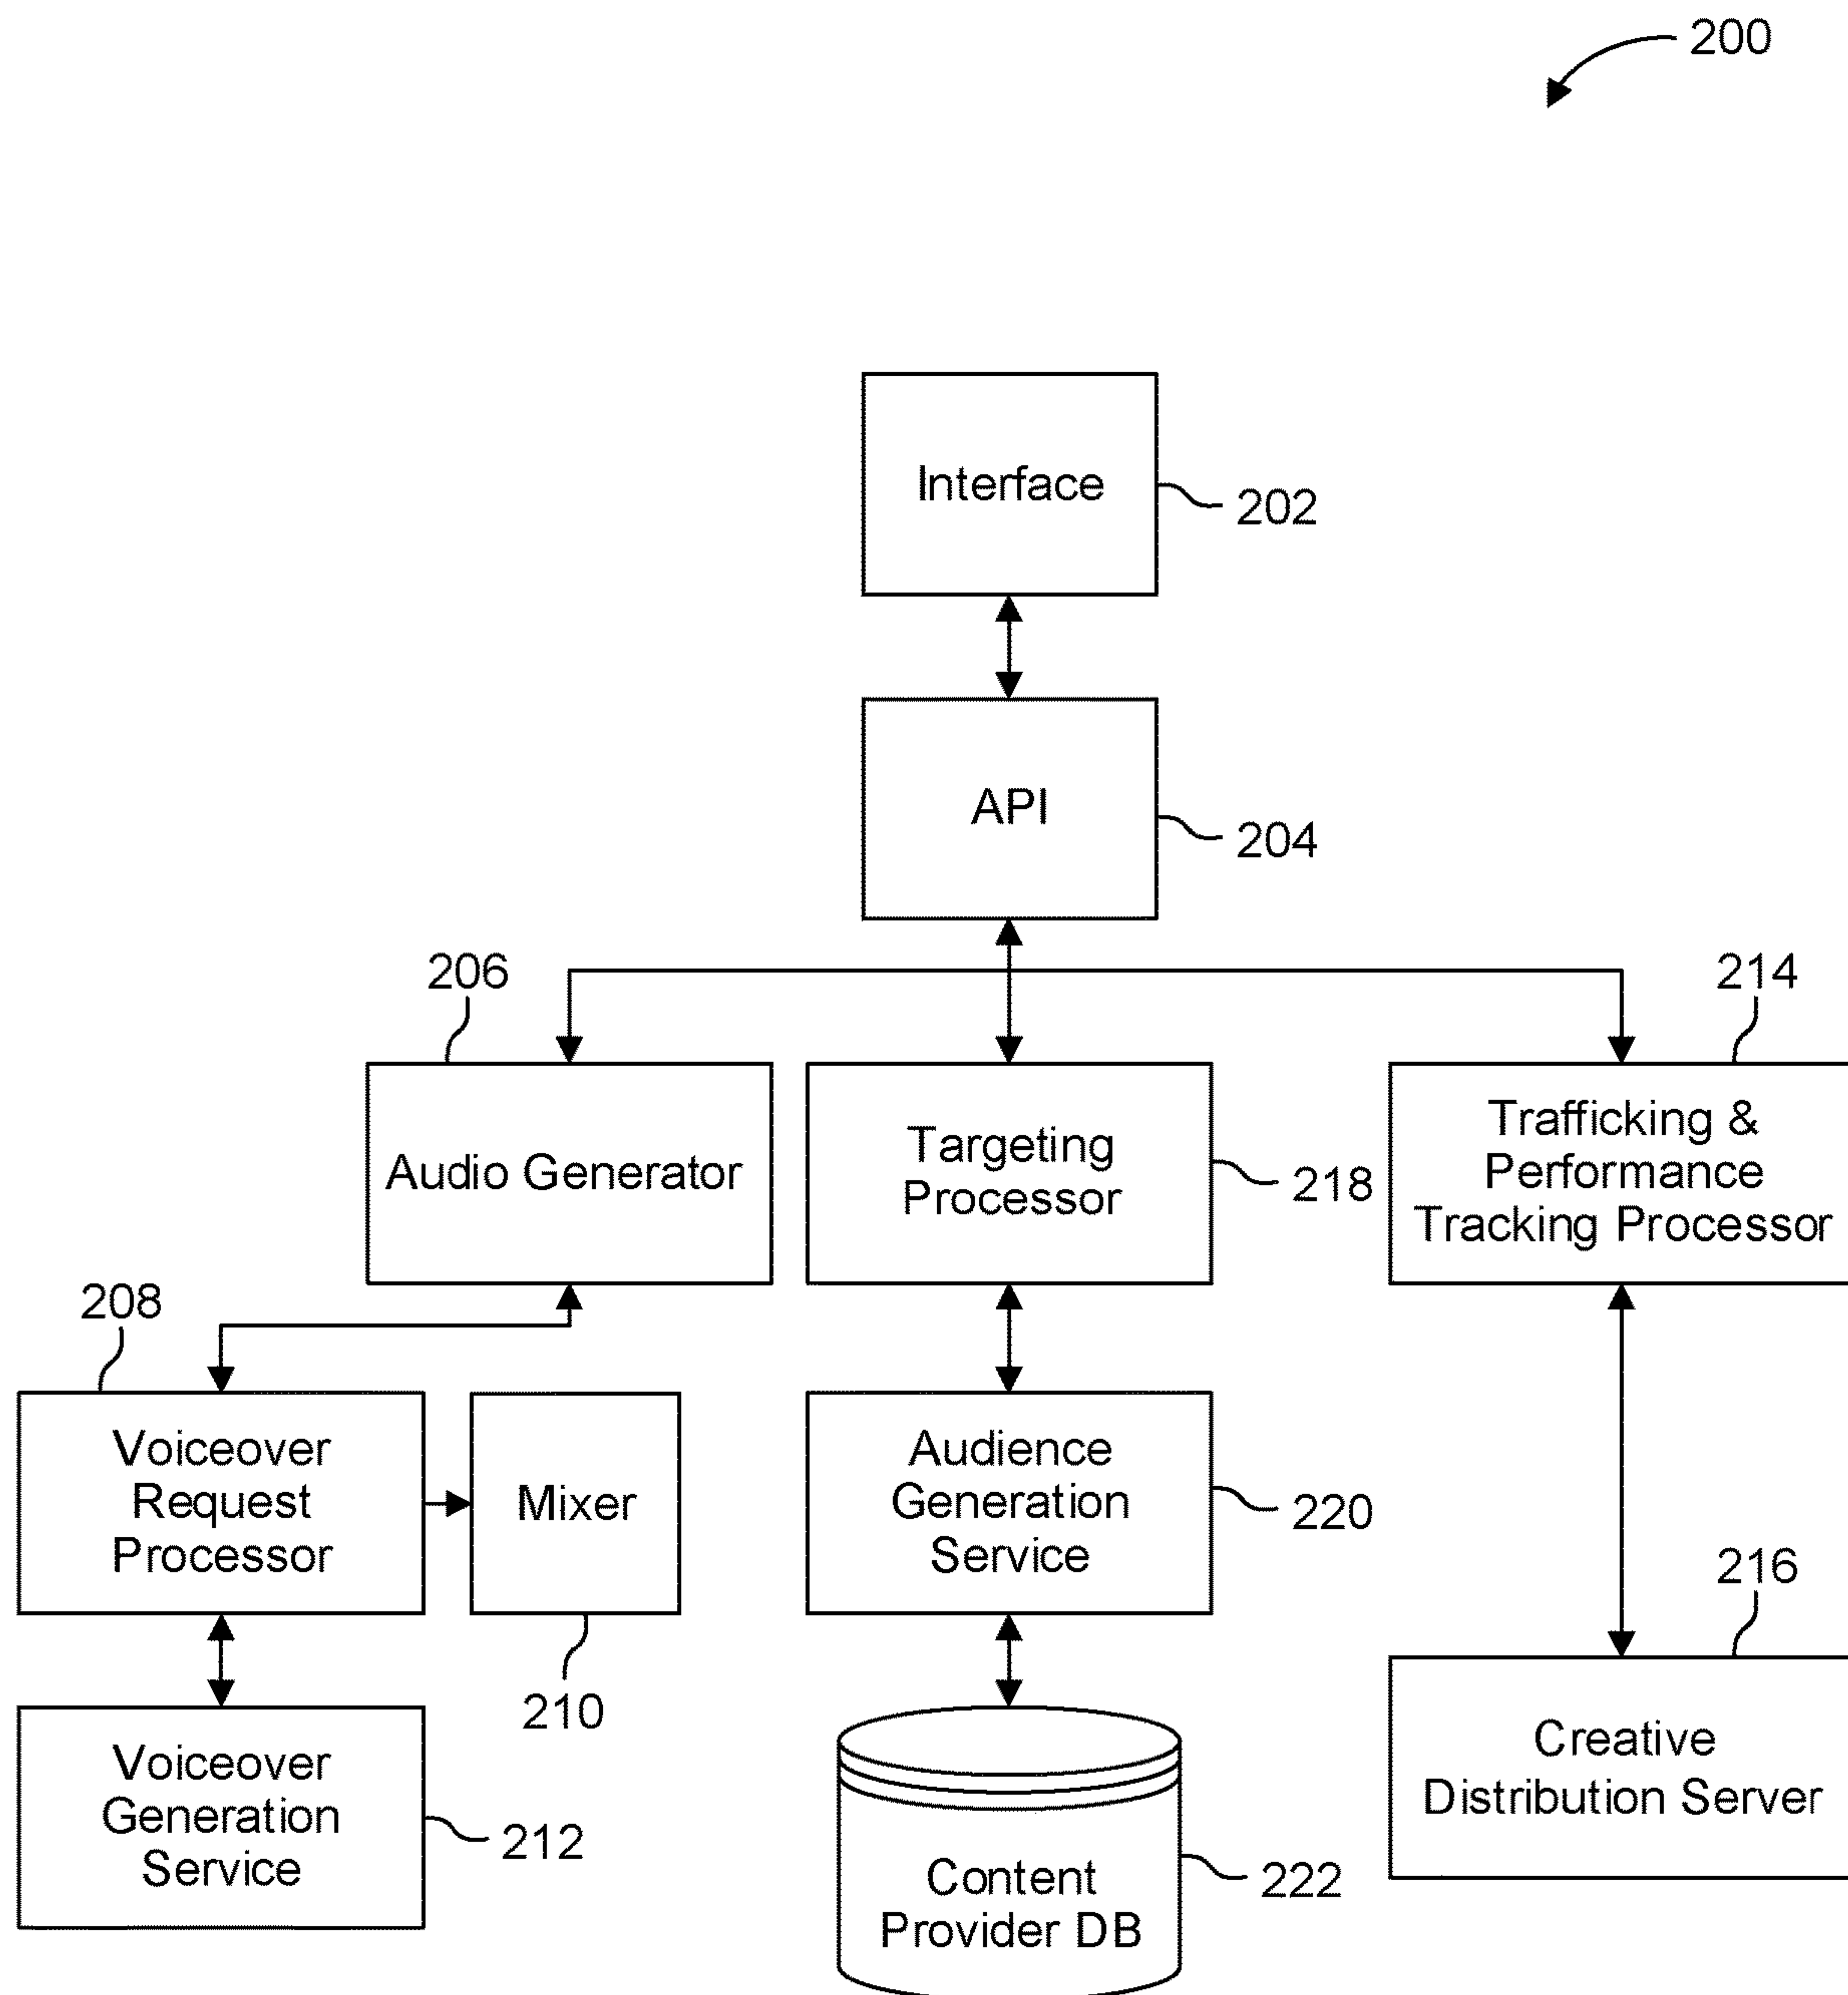 200
Interface
202
API
204
206
214
Audio Generator
Targeting
Processor
218
Trafficking &
Performance
Tracking Processor
208
Voiceover
Request
Processor
Mixer
210
Audience
Generation
Service
220
216
Voiceover
Generation
Service
212
Content
Provider DB
222
Creative
Distribution Server